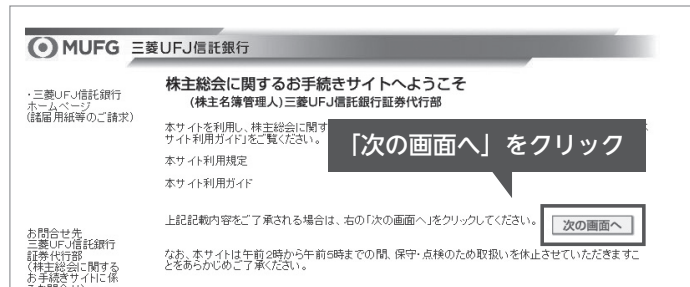 MUFG 三菱UFJ信託銀行
・三菱UFJ信託銀行
ホームページ
(諸届用紙等のご請求)
株主総会に関するお手続きサイトへようこそ
(株主名簿管理人)三菱UFJ信託銀行証券代行部
本サイトを利用し、株主総会に関す
サイト利用ガイド」をご覧ください。
「次の画面へ」をクリック
本サイト利用規定
本サイト利用ガイド
上記記載内容をご了承される場合は、右の「次の画面へ」をクリックしてください。
次の画面へ
なお、本サイトは午前2時から午前5時までの間、保守・点検のため取扱いを休止させていただきますこ
とをあらかじめご了承ください。
お問合せ先
三菱UFJ信託銀行
証券代行部
(株主総会に関する
お手続きサイトに係